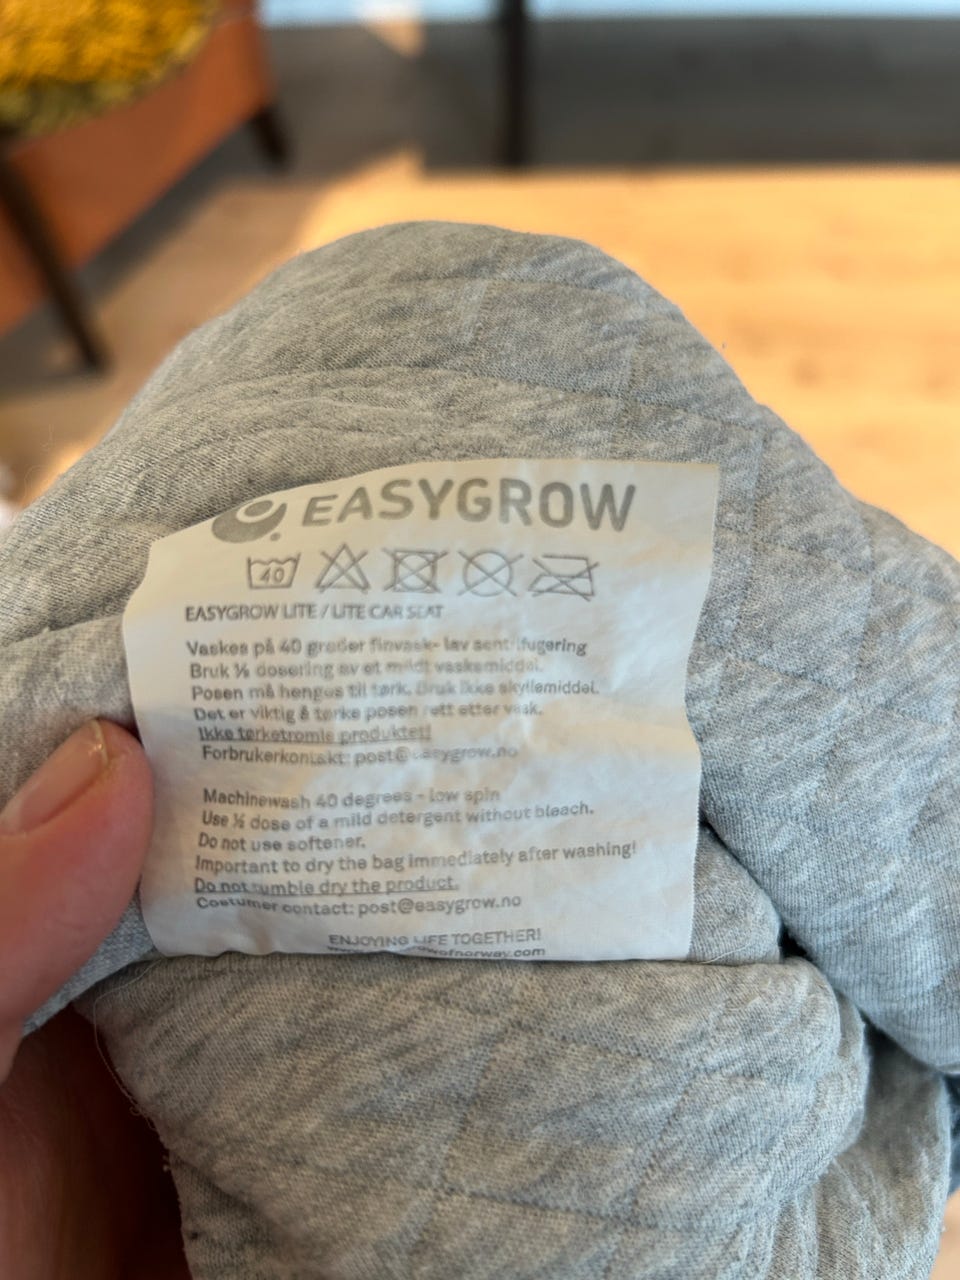 EASYGROW
40
EASYGROW LITE / LITE CAR SEAT
Vaskes på 40 grader finvask- lav sentrifugering
Bruk ½ dosering av et mildt vaskemiddel.
Posen må henges til tørk. Bruk ikke skyllemiddel.
Det er viktig å tørke posen rett etter vask.
Ikke tørketromle produktet!
Forbrukerkontakt: post@easygrow.no
Machinewash 40 degrees - low spin
Use ½ dose of a mild detergent without bleach.
Do not use softener.
Important to dry the bag immediately after washing!
Do not tumble dry the product.
Costumer contact: post@easygrow.no
ENJOYING LIFE TOGETHER!